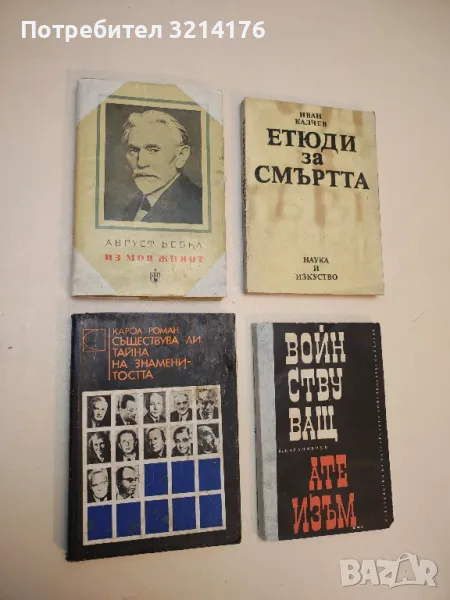 Потребител 3214176
АВГУСТ БЕБЕЛ
ИЗ МОЯ ЖИВОТ
ИВАН
КАЛЧЕВ
ЕТЮДИ
за
СМЪРТТА
НАУКА
И
ИЗКУСТВО
КАРОЛ РОМАН
СЪЩЕСТВУВА ЛИ
ТАЙНА
НА ЗНАМЕНИ-
ТОСТТА
ВОЙН
СТВУ
ВАЩ
АТЕ
ИЗЪМ
bazar